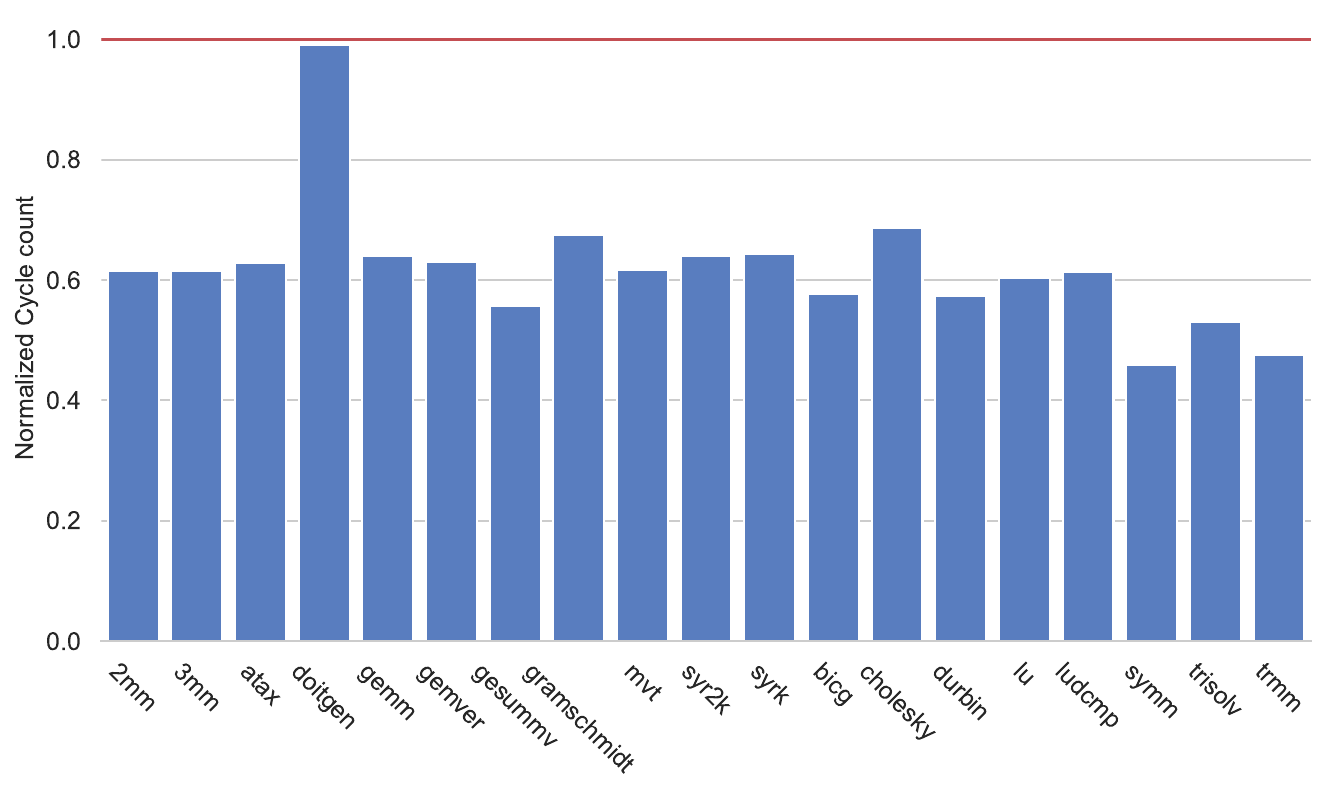 Normalized Cycle count
1.0
0.8
0.6
0.4
0.2
0.0
2mm
3mm
atax
doitgen
gemm
gemver
gesummv
gramschmidt
mvt
syr2k
syrk
bicg
cholesky
durbin
lu
ludcmp
symm
trisolv
trmm